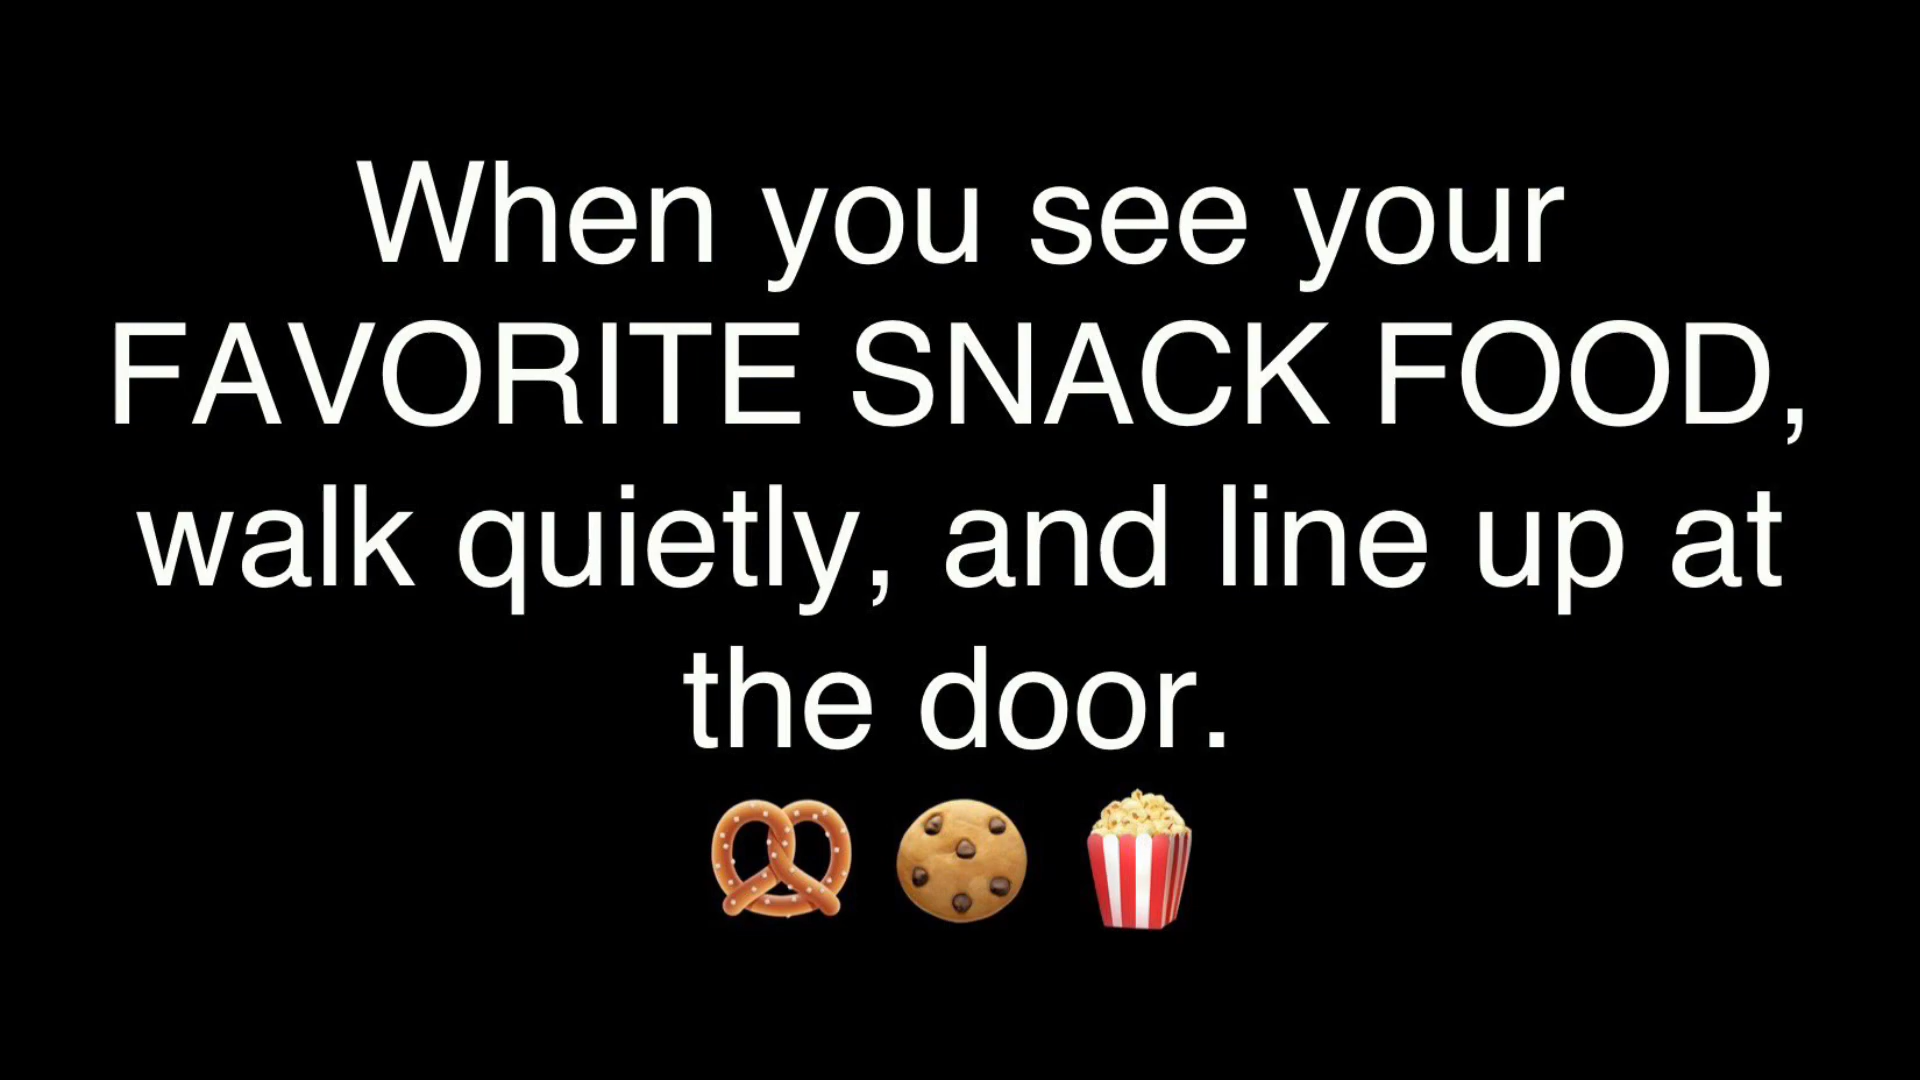 When you see your
FAVORITE SNACK FOOD,
walk quietly, and line up at
the door.